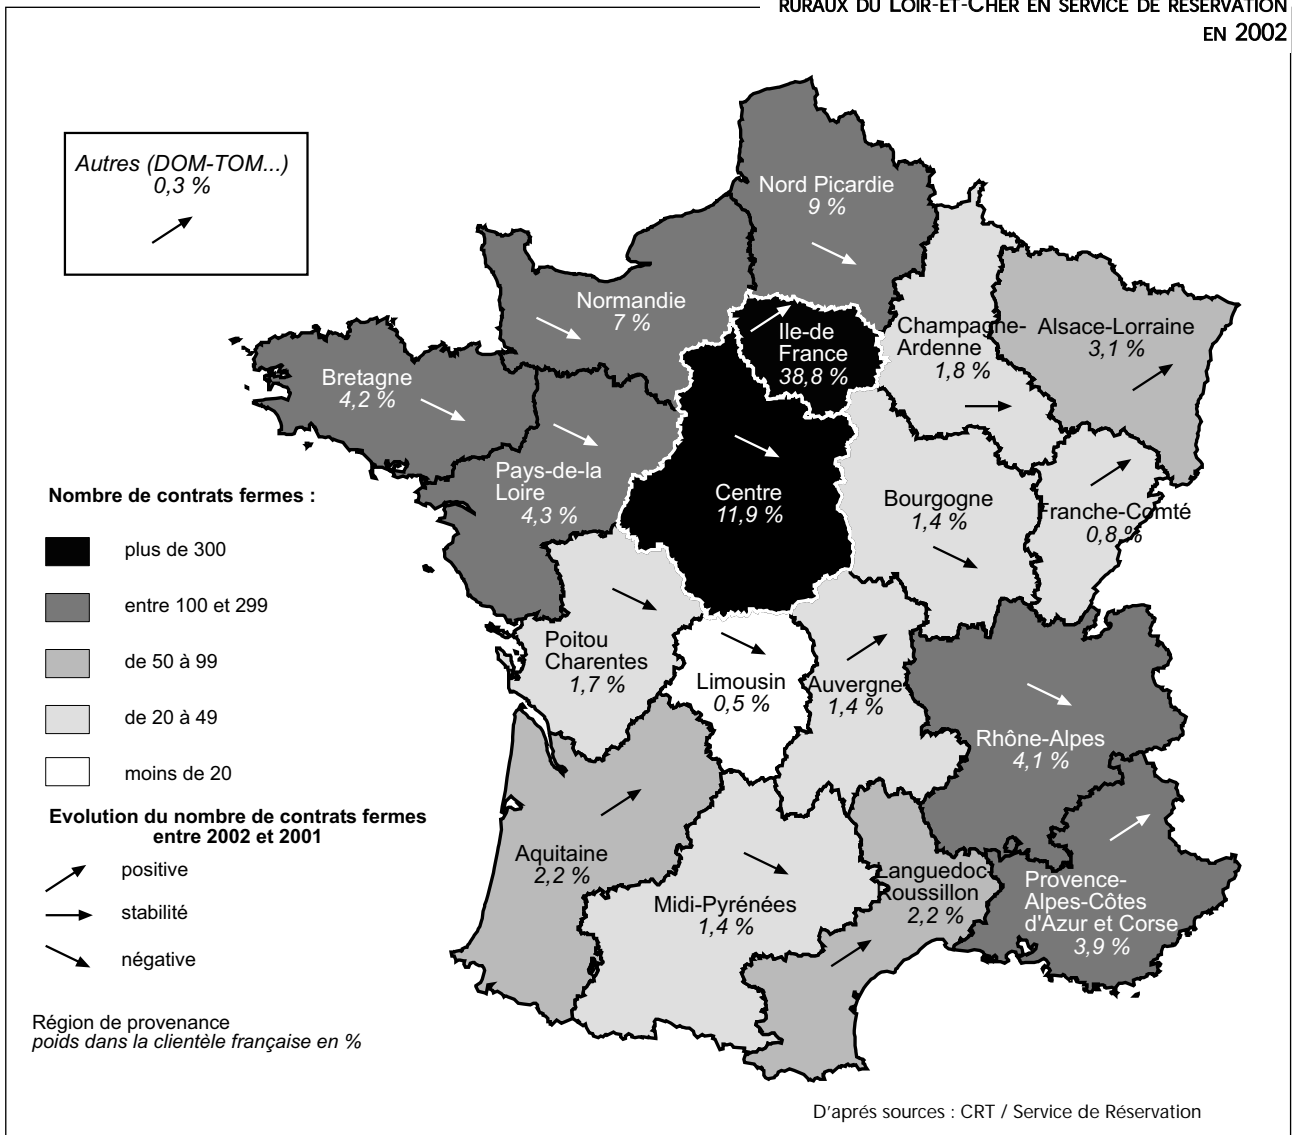 RURAUX DU LOIR-ET-CHER EN SERVICE DE RÉSERVATION
EN 2002
Autres (DOM-TOM...)
0,3 %
Nord Picardie
9 %
Normandie
7 %
Ile-de
France
38,8 %
Champagne-
Ardenne
1,8 %
Alsace-Lorraine
3,1 %
Bretagne
4,2 %
Pays-de-la
Loire
4,3 %
Centre
11,9 %
Bourgogne
1,4 %
Franche-Comté
0,8 %
Nombre de contrats fermes :
plus de 300
entre 100 et 299
de 50 à 99
de 20 à 49
moins de 20
Poitou
Charentes
1,7 %
Limousin
0,5 %
Auvergne
1,4 %
Rhône-Alpes
4,1 %
Evolution du nombre de contrats fermes
entre 2002 et 2001
positive
stabilité
négative
Aquitaine
2,2 %
Midi-Pyrénées
1,4 %
Languedoc-
Roussillon
2,2 %
Provence-
Alpes-Côtes
d'Azur et Corse
3,9 %
Région de provenance
poids dans la clientèle française en %
D'aprés sources : CRT / Service de Réservation